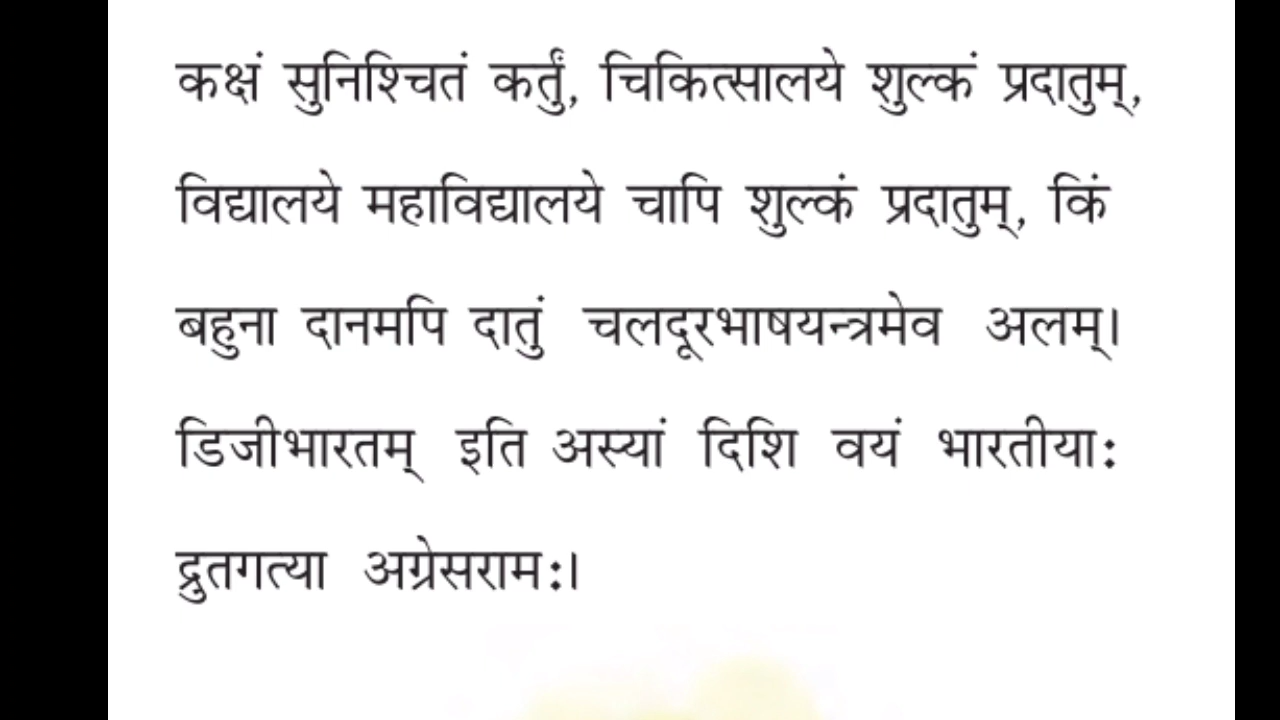 कक्षं सुनिश्चितं कर्तुं, चिकित्सालये शुल्कं प्रदातुम्,
विद्यालये महाविद्यालये चापि शुल्कं प्रदातुम्, किं
बहुना दानमपि दातुं चलदूरभाषयन्त्रमेव अलम्।
डिजीभारतम् इति अस्यां दिशि वयं भारतीयाः
द्रुतगत्या अग्रेसरामः।